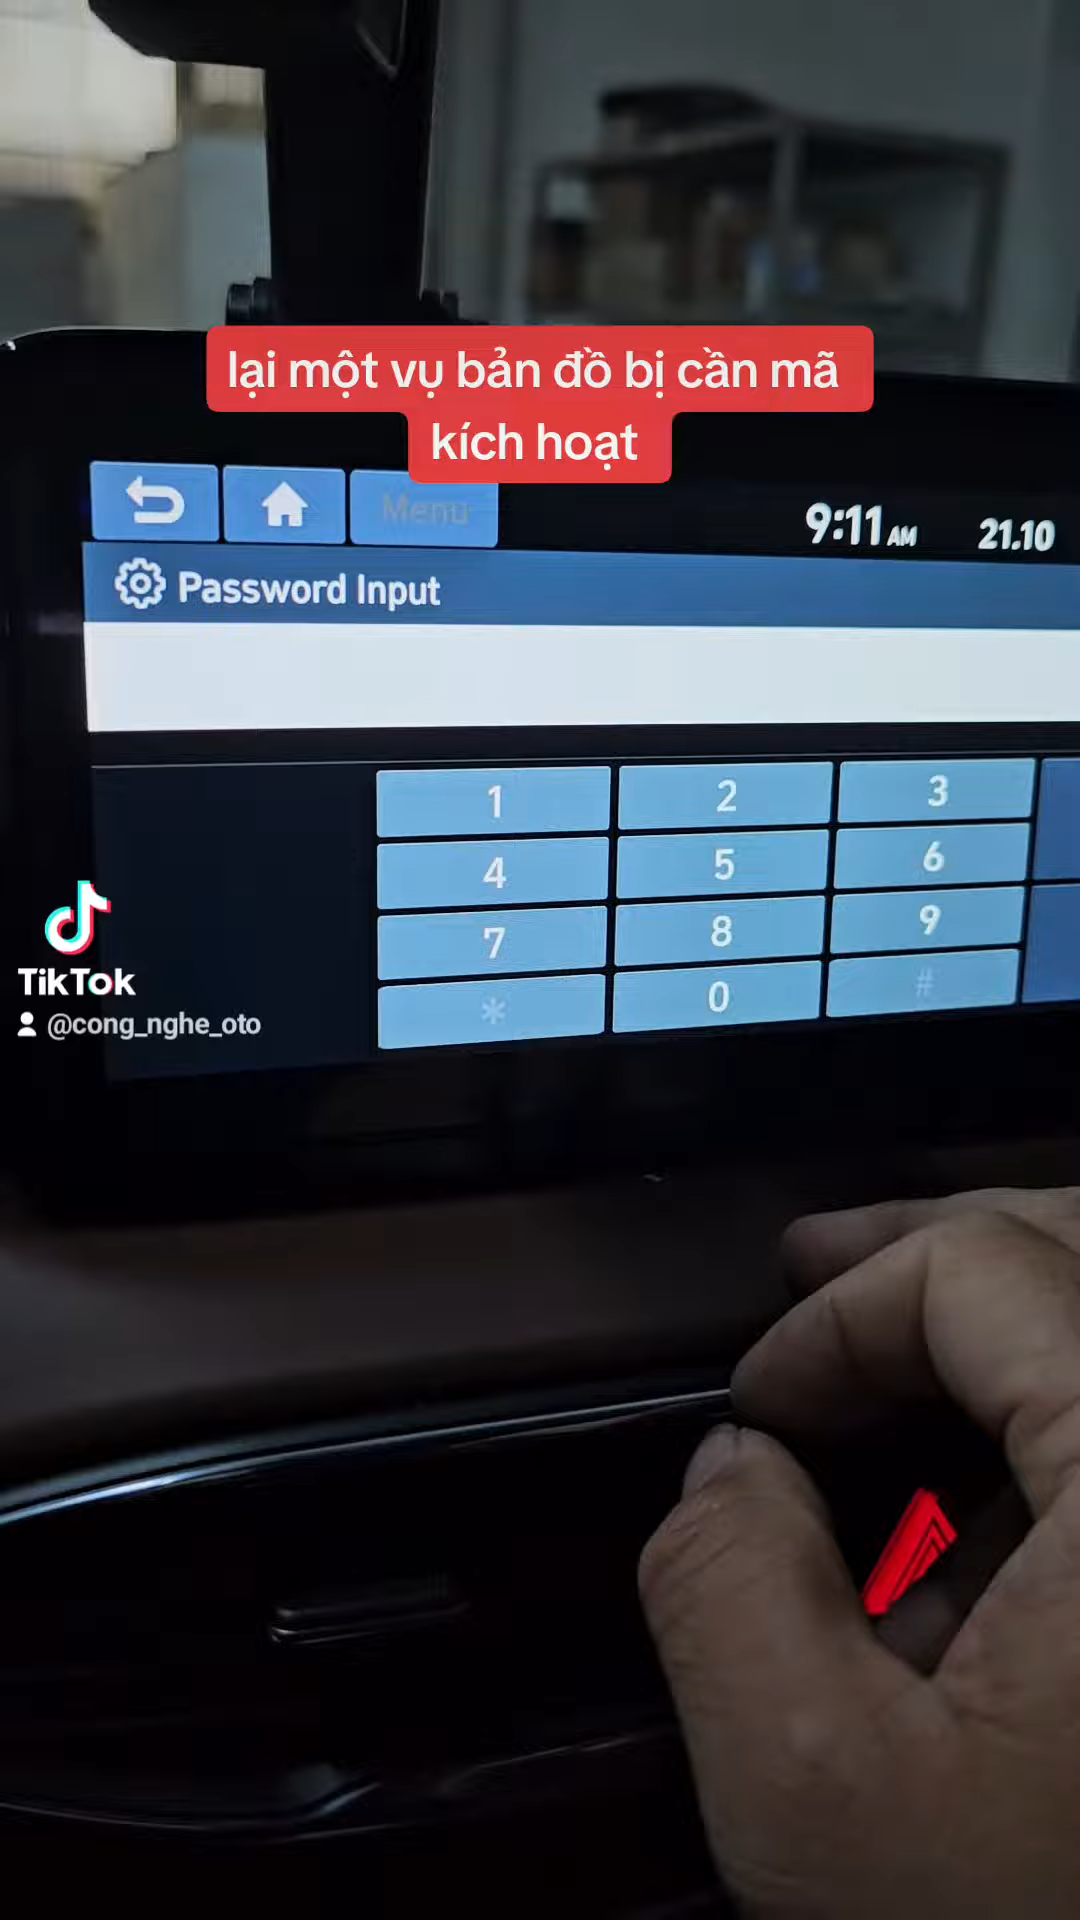 lại một vụ bản đồ bị cần mã
kích hoạt
Menu
9:11 AM 21.10
Password Input
1 2 3
4 5 6
7 8 9
* 0 #
TikTok
@cong_nghe_oto